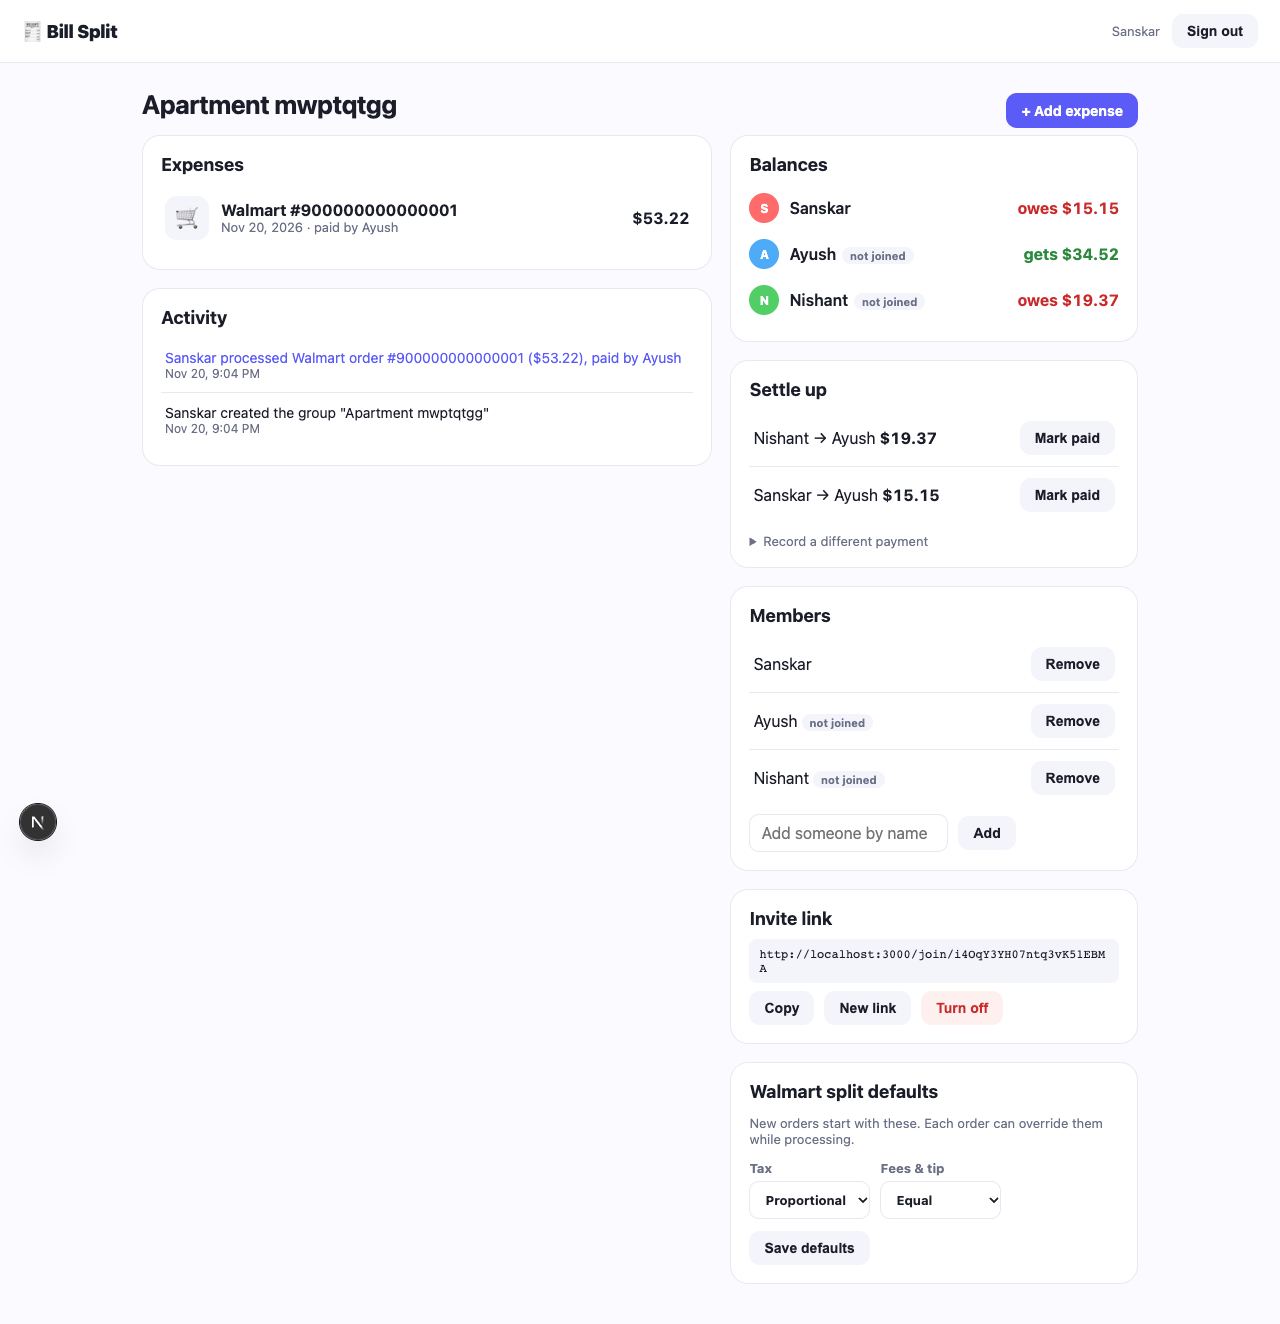 Bill Split
Sanskar
Sign out
Apartment mwptqtgg
+ Add expense
Expenses
Walmart #900000000000001
Nov 20, 2026 · paid by Ayush
$53.22
Activity
Sanskar processed Walmart order #900000000000001 ($53.22), paid by Ayush
Nov 20, 9:04 PM
Sanskar created the group "Apartment mwptqtgg"
Nov 20, 9:04 PM
Balances
S Sanskar owes $15.15
A Ayush not joined gets $34.52
N Nishant not joined owes $19.37
Settle up
Nishant → Ayush $19.37 Mark paid
Sanskar → Ayush $15.15 Mark paid
Record a different payment
Members
Sanskar Remove
Ayush not joined Remove
Nishant not joined Remove
Add someone by name Add
Invite link
http://localhost:3000/join/i4OqY3YH07ntq3vK51EBM
A
Copy New link Turn off
Walmart split defaults
New orders start with these. Each order can override them
while processing.
Tax Fees & tip
Proportional Equal
Save defaults
N